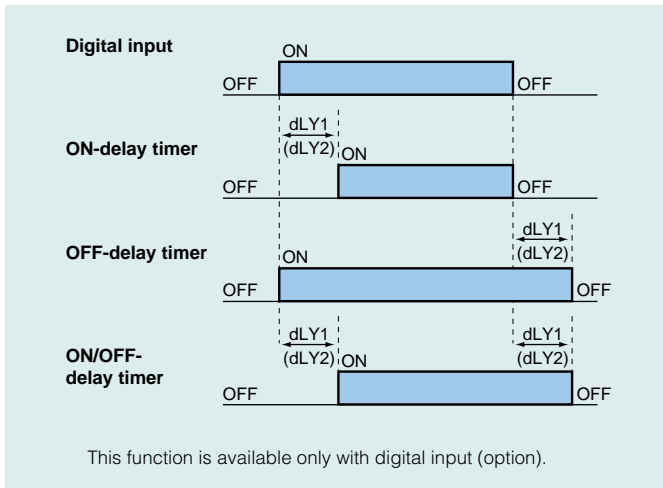 Digital input
ON
OFF
OFF
dLY1
(dLY2)
ON-delay timer
ON
OFF
OFF
dLY1
(dLY2)
OFF-delay timer
ON
OFF
OFF
dLY1
(dLY2)
dLY1
(dLY2)
ON/OFF-
delay timer
ON
OFF
OFF
This function is available only with digital input (option).